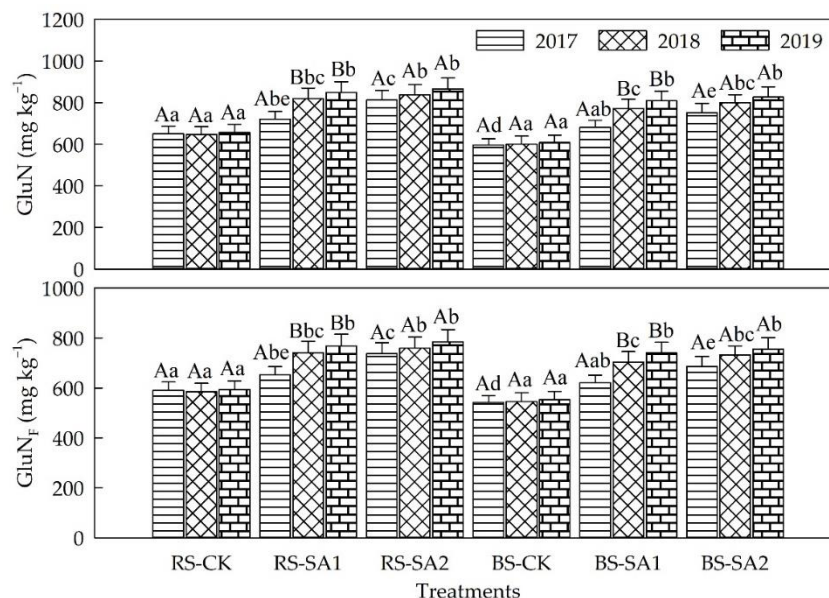 1200
2017 2018 2019
1000
800
600
400
200
0
GluN (mg kg⁻¹)
Aa Aa Aa Abe Bbc Bb Ac Ab Ab Ad Aa Aa Aab Bc Bb Ae Abc Ab
1000
800
600
400
200
0
GluN_F (mg kg⁻¹)
Aa Aa Aa Abe Bbc Bb Ac Ab Ab Ad Aa Aa Aab Bc Bb Ae Abc Ab
RS-CK RS-SA1 RS-SA2 BS-CK BS-SA1 BS-SA2
Treatments